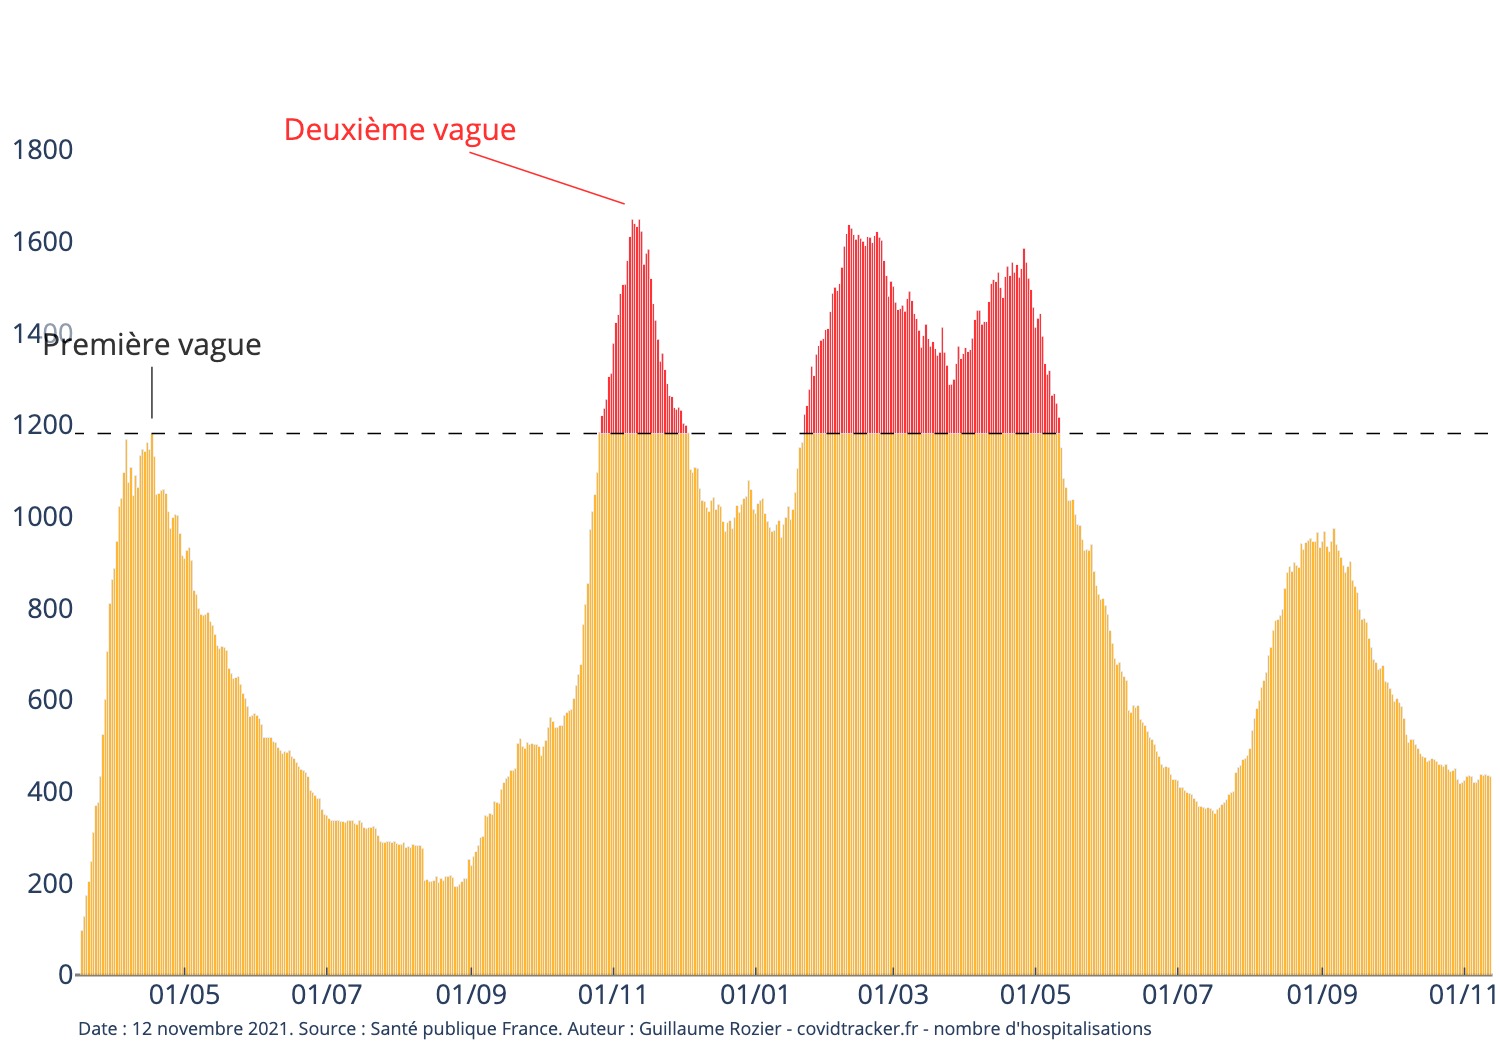 Deuxième vague
1800
1600
1400
Première vague
1200
1000
800
600
400
200
0
01/05 01/07 01/09 01/11 01/01 01/03 01/05 01/07 01/09 01/11
Date : 12 novembre 2021. Source : Santé publique France. Auteur : Guillaume Rozier - covidtracker.fr - nombre d'hospitalisations